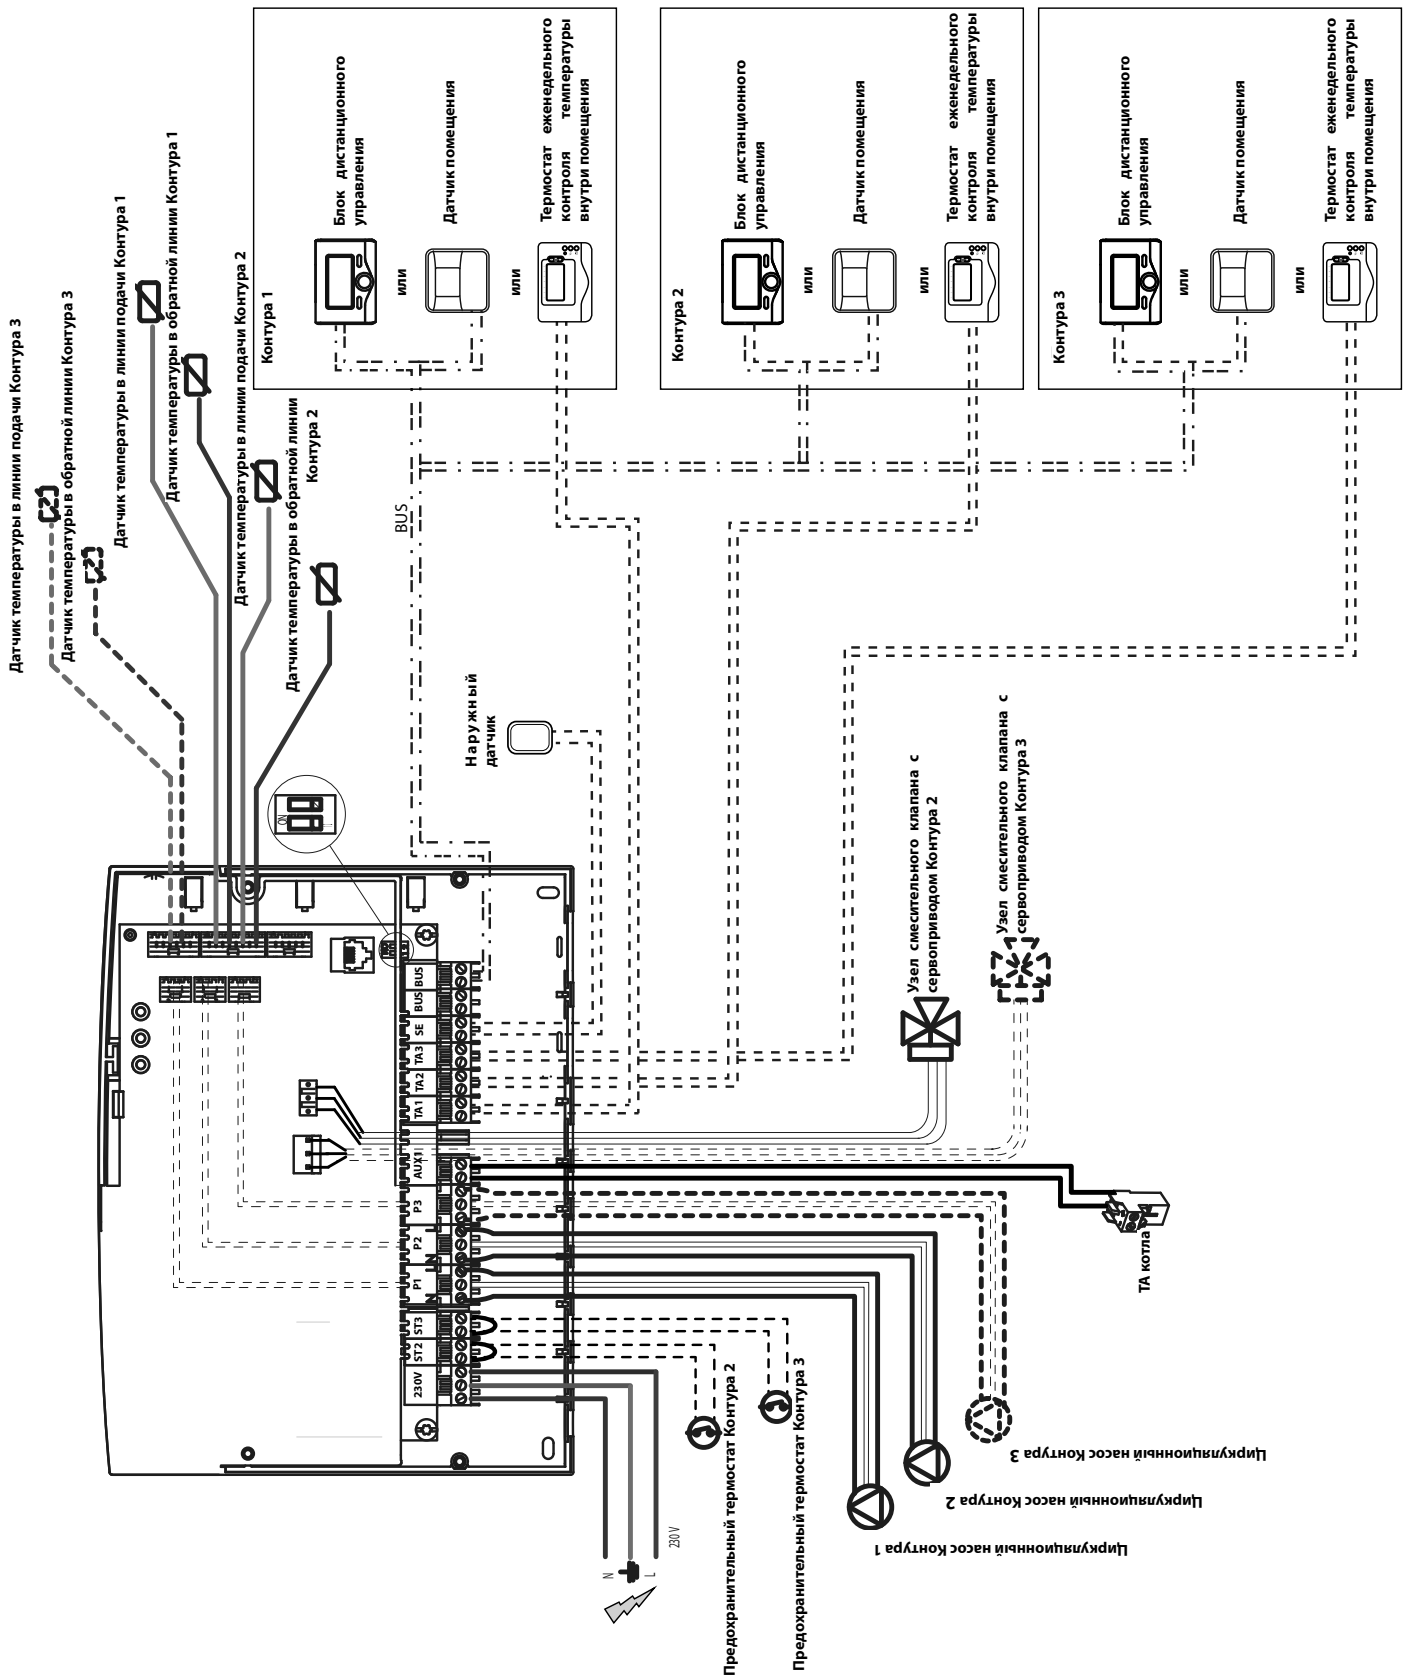 Датчик температуры в линии подачи Контура 3
Датчик температуры в обратной линии Контура 3
Датчик температуры в линии подачи Контура 1
Датчик температуры в обратной линии Контура 1
Датчик температуры в линии подачи Контура 2
Датчик температуры в обратной линии
Контура 2
Контура 1
Блок дистанционного
управления
или
Датчик помещения
или
Термостат еженедельного
контроля температуры
внутри помещения
Контура 2
Блок дистанционного
управления
или
Датчик помещения
или
Термостат еженедельного
контроля температуры
внутри помещения
Контура 3
Блок дистанционного
управления
или
Датчик помещения
или
Термостат еженедельного
контроля температуры
внутри помещения
BUS
Наружный
датчик
ON
230V
ST2
ST3
P1
P2
P3
AUX1
TA1
TA2
TA3
SE
BUS
BUS
N
L
N
L
Узел смесительного клапана с
сервоприводом Контура 2
Узел смесительного клапана с
сервоприводом Контура 3
ТА котла
Циркуляционный насос Контура 3
Циркуляционный насос Контура 2
Циркуляционный насос Контура 1
Предохранительный термостат Контура 2
Предохранительный термостат Контура 3
N
L
230 V